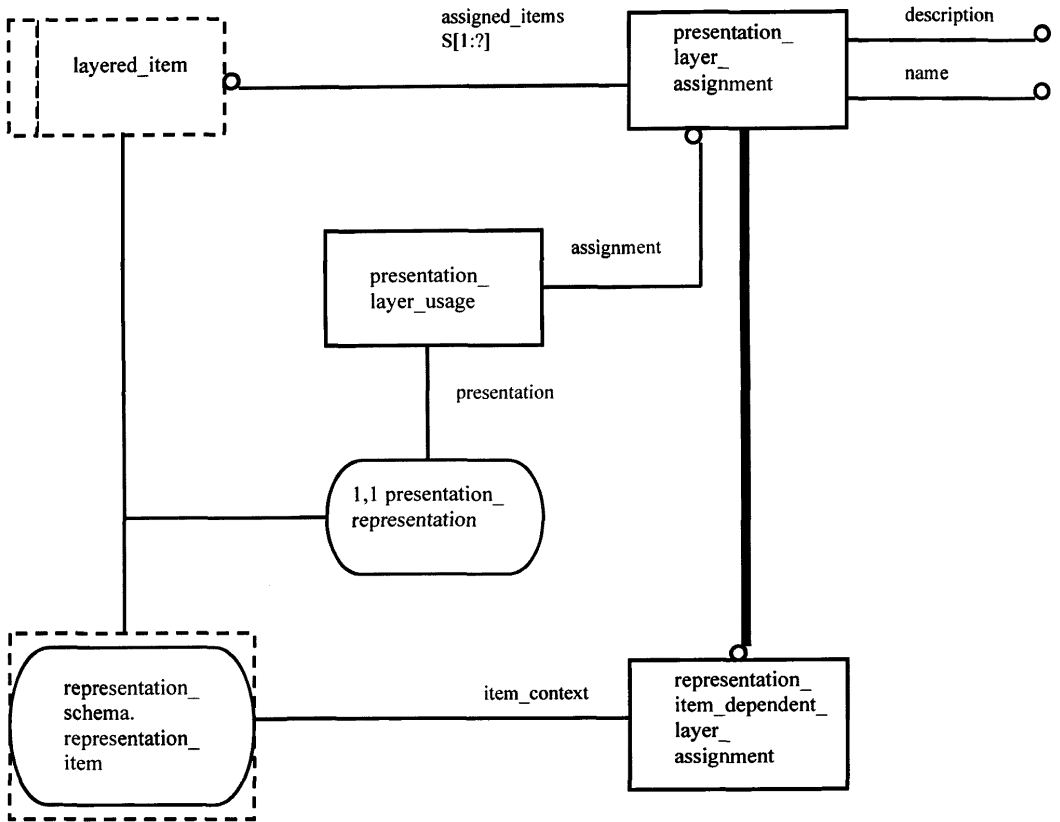 assigned_items
S[1:?]
description
presentation_
layer_
assignment
layered_item
name
assignment
presentation_
layer_usage
presentation
1,1 presentation_
representation
representation_
schema.
representation_
item
item_context
representation_
item_dependent_
layer_
assignment